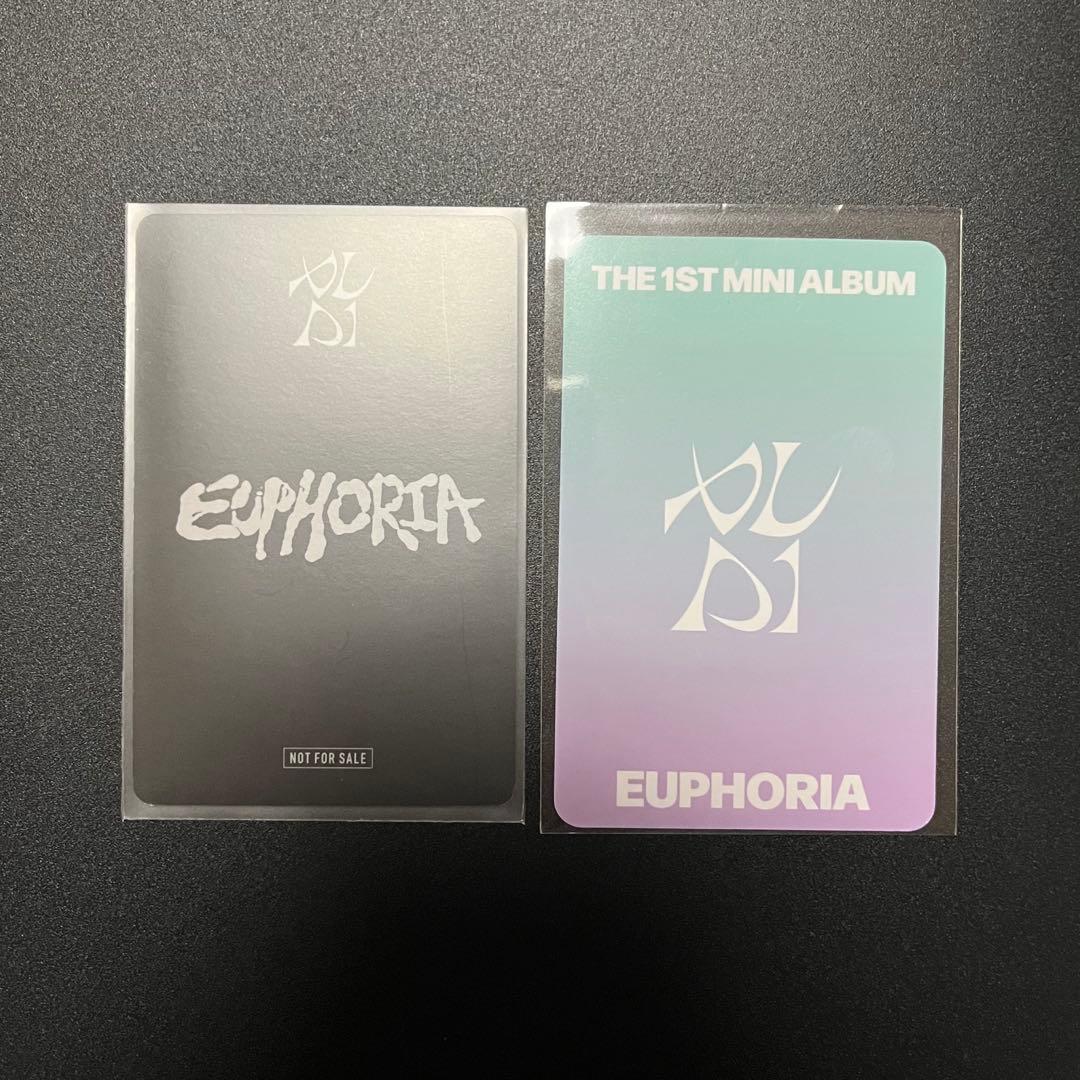 EUPHORIA
NOT FOR SALE
THE 1ST MINI ALBUM
EUPHORIA